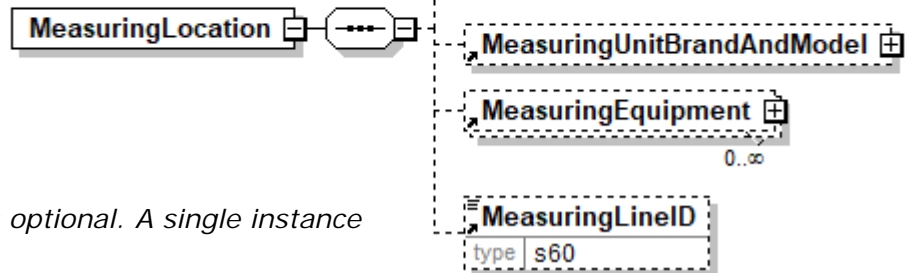 MeasuringLocation
MeasuringUnitBrandAndModel
MeasuringEquipment
0..∞
optional. A single instance
MeasuringLineID
type s60